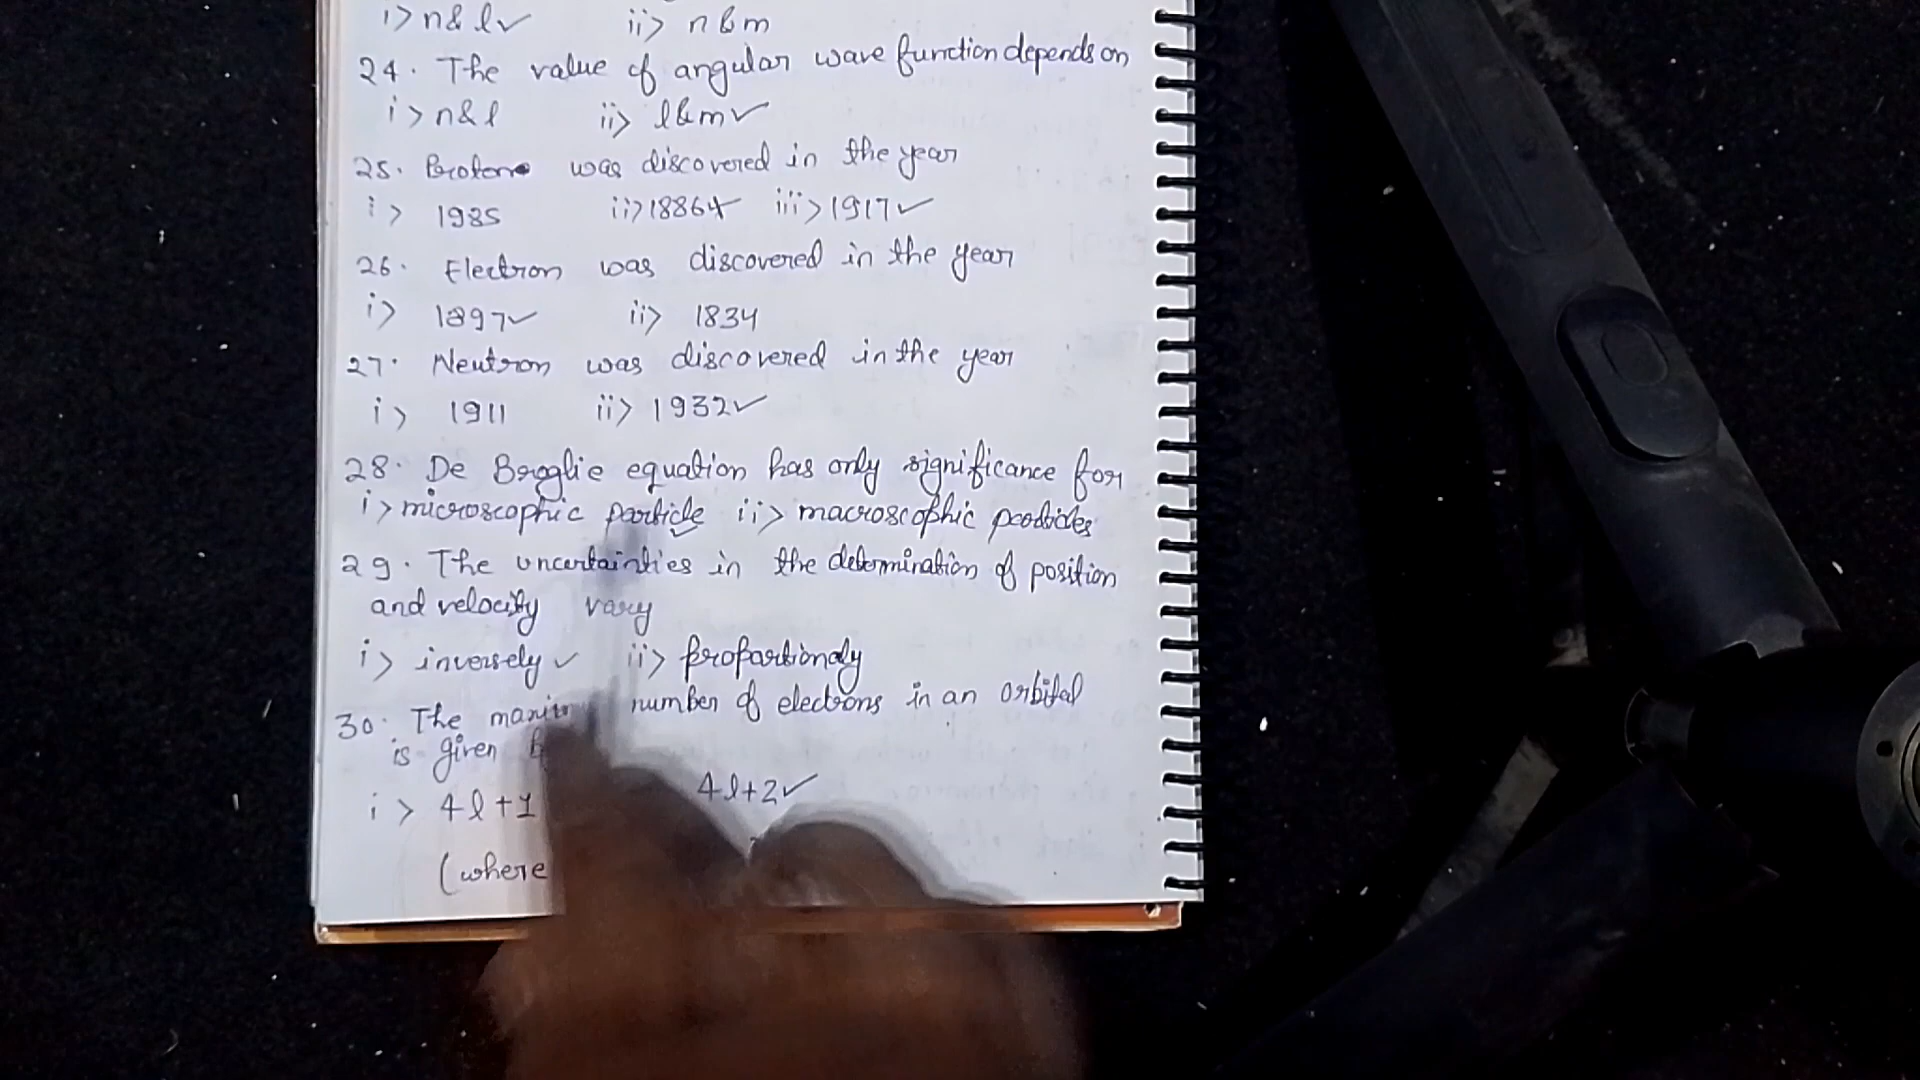 i> n & l✓ ii> n & m
24. The value of angular wave function depends on
i> n & l ii> l & m✓
25. Proton was discovered in the year
i> 1985 ii> 1886 iii> 1917✓
26. Electron was discovered in the year
i> 1897✓ ii> 1834
27. Neutron was discovered in the year
i> 1911 ii> 1932✓
28. De Broglie equation has only significance for
i> microscophic particle ✓ ii> macroscophic particles
29. The uncertainties in the determination of position
and velocity vary
i> inversely ✓ ii> proportionaly
30. The number of electrons in an orbital
is given
i> 4l+1 4l+2✓
(where